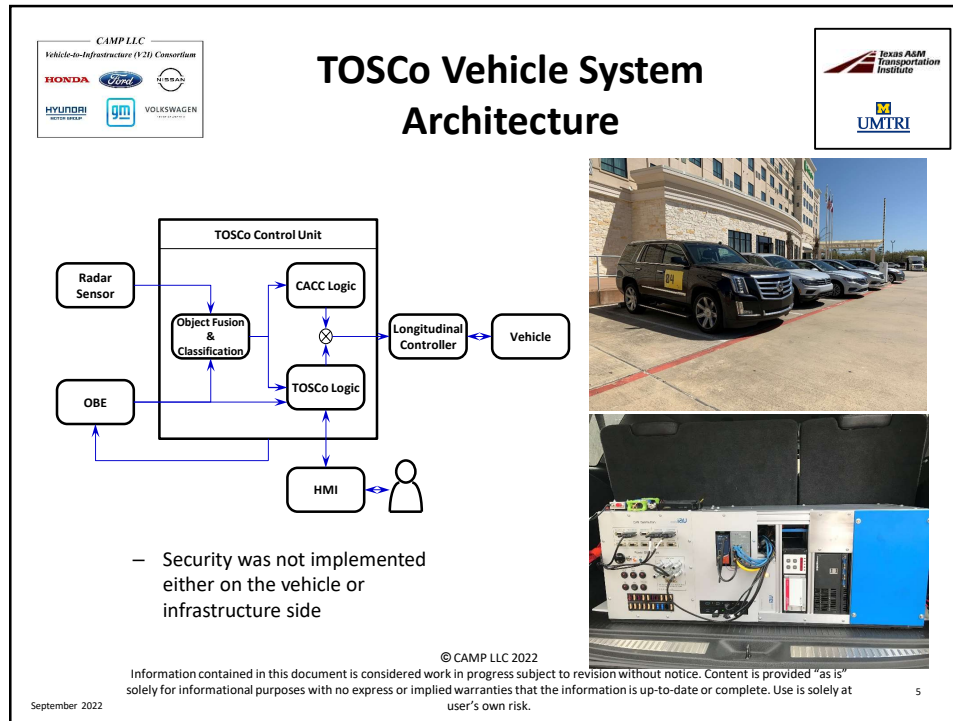 CAMP LLC
Vehicle-to-Infrastructure (V2I) Consortium
HONDA
Ford
NISSAN
HYUNDAI
MOTOR GROUP
gm
VOLKSWAGEN
TOSCo Vehicle System
Architecture
Texas A&M
Transportation
Institute
M
UMTRI
TOSCo Control Unit
Radar
Sensor
CACC Logic
Object Fusion
&
Classification
Longitudinal
Controller
Vehicle
OBE
TOSCo Logic
HMI
04
– Security was not implemented
either on the vehicle or
infrastructure side
© CAMP LLC 2022
Information contained in this document is considered work in progress subject to revision without notice. Content is provided “as is”
solely for informational purposes with no express or implied warranties that the information is up-to-date or complete. Use is solely at
user’s own risk.
September 2022
5